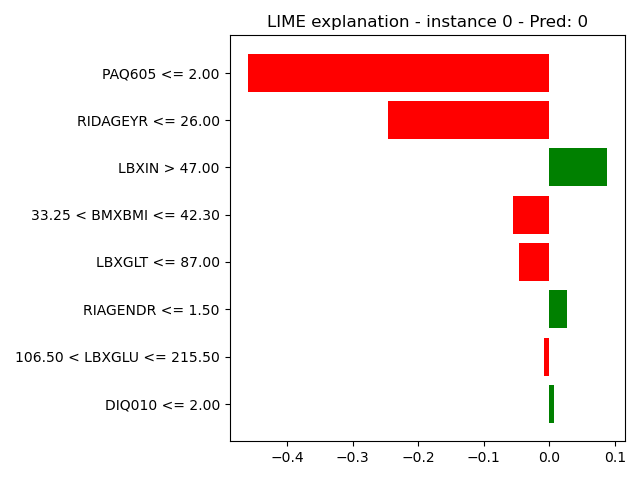 LIME explanation - instance 0 - Pred: 0
PAQ605 <= 2.00
RIDAGEYR <= 26.00
LBXIN > 47.00
33.25 < BMXBMI <= 42.30
LBXGLT <= 87.00
RIAGENDR <= 1.50
106.50 < LBXGLU <= 215.50
DIQ010 <= 2.00
−0.4 −0.3 −0.2 −0.1 0.0 0.1